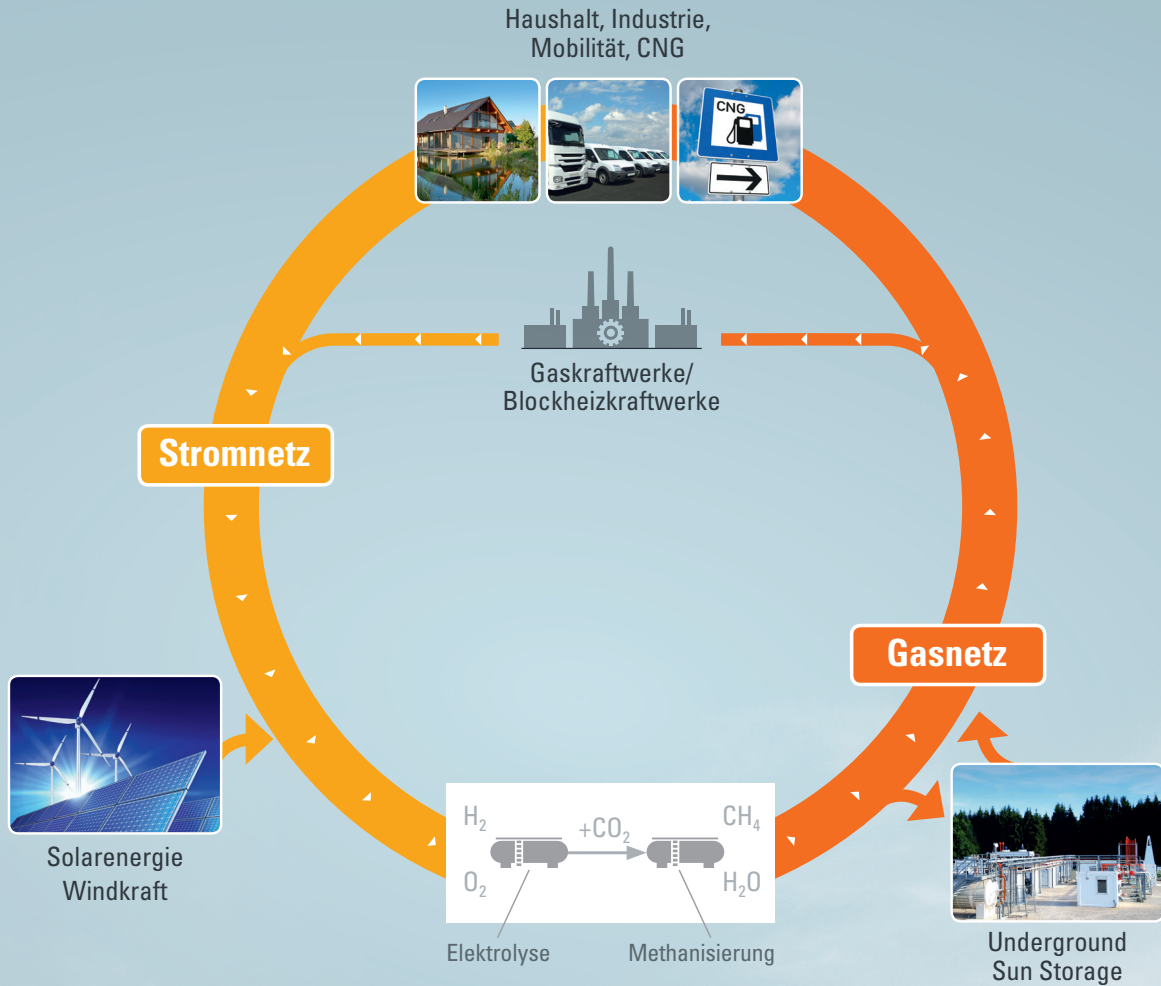 Haushalt, Industrie,
Mobilität, CNG
CNG
Gaskraftwerke/
Blockheizkraftwerke
Stromnetz
Gasnetz
Solarenergie
Windkraft
H₂
+CO₂
CH₄
O₂
H₂O
Elektrolyse
Methanisierung
Underground
Sun Storage